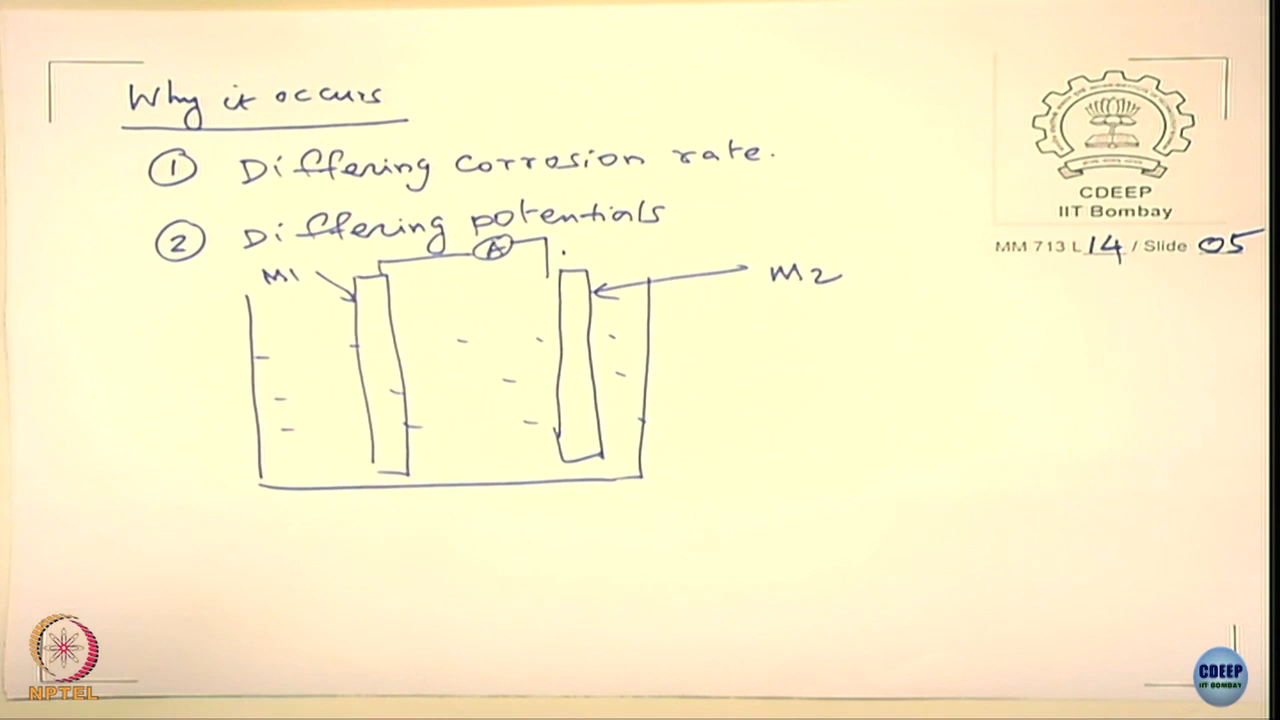 Why it occurs
① Differing corrosion rate.
② Differing potentials
A
M1
M2
CDEEP
IIT Bombay
MM 713 L 14 / Slide 05
NPTEL
CDEEP
IIT BOMBAY